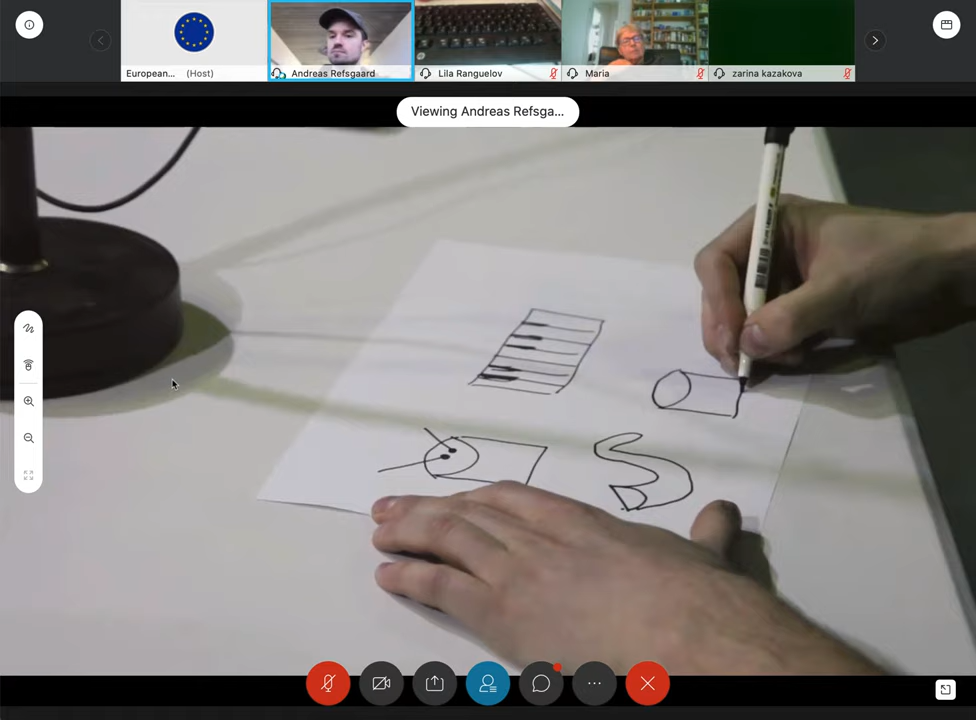 European... (Host)
Andreas Refsgaard
Lila Ranguelov
Maria
zarina kazakova
Viewing Andreas Refsga...